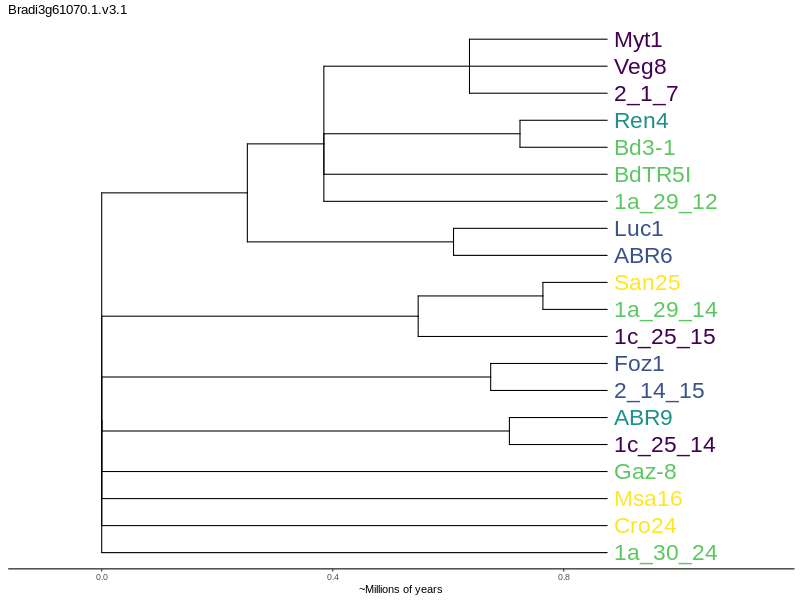 Bradi3g61070.1.v3.1
Myt1
Veg8
2_1_7
Ren4
Bd3-1
BdTR5I
1a_29_12
Luc1
ABR6
San25
1a_29_14
1c_25_15
Foz1
2_14_15
ABR9
1c_25_14
Gaz-8
Msa16
Cro24
1a_30_24
0.0 0.4 0.8
~Millions of years